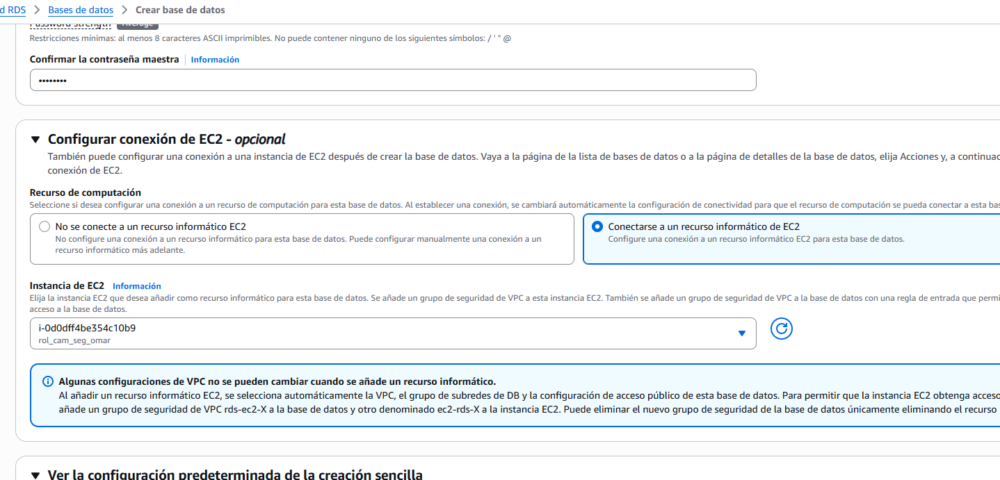 d RDS > Bases de datos > Crear base de datos
Password strength Average
Restricciones mínimas: al menos 8 caracteres ASCII imprimibles. No puede contener ninguno de los siguientes símbolos: / ' " @
Confirmar la contraseña maestra | Información
••••••••
Configurar conexión de EC2 - opcional
También puede configurar una conexión a una instancia de EC2 después de crear la base de datos. Vaya a la página de la lista de bases de datos o a la página de detalles de la base de datos, elija Acciones y, a continuac
conexión de EC2.
Recurso de computación
Seleccione si desea configurar una conexión a un recurso de computación para esta base de datos. Al establecer una conexión, se cambiará automáticamente la configuración de conectividad para que el recurso de computación se pueda conectar a esta bas
No se conecte a un recurso informático EC2
No configure una conexión a un recurso informático para esta base de datos. Puede configurar manualmente una conexión a un
recurso informático más adelante.
Conectarse a un recurso informático de EC2
Configure una conexión a un recurso informático EC2 para esta base de datos.
Instancia de EC2 Información
Elija la instancia EC2 que desea añadir como recurso informático para esta base de datos. Se añade un grupo de seguridad de VPC a esta instancia EC2. También se añade un grupo de seguridad de VPC a la base de datos con una regla de entrada que permi
acceso a la base de datos.
i-0d0dff4be354c10b9
rol_cam_seg_omar
Algunas configuraciones de VPC no se pueden cambiar cuando se añade un recurso informático.
Al añadir un recurso informático EC2, se selecciona automáticamente la VPC, el grupo de subredes de DB y la configuración de acceso público de esta base de datos. Para permitir que la instancia EC2 obtenga acceso
añade un grupo de seguridad de VPC rds-ec2-X a la base de datos y otro denominado ec2-rds-X a la instancia EC2. Puede eliminar el nuevo grupo de seguridad de la base de datos únicamente eliminando el recurso
Ver la configuración predeterminada de la creación sencilla